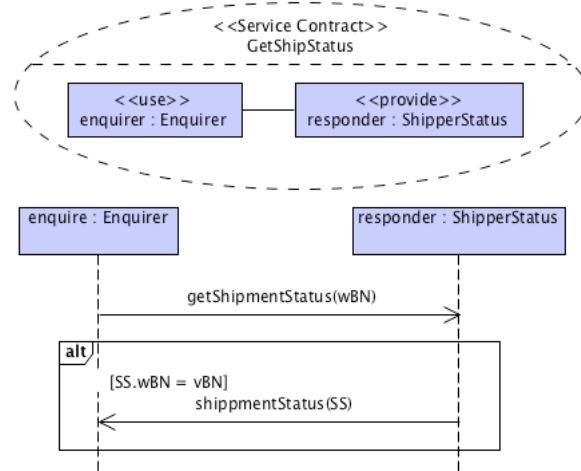 <<Service Contract>>
GetShipStatus
<<use>>
enquirer : Enquirer
<<provide>>
responder : ShipperStatus
enquire : Enquirer
responder : ShipperStatus
getShipmentStatus(wBN)
alt
[SS.wBN = vBN]
shippmentStatus(SS)